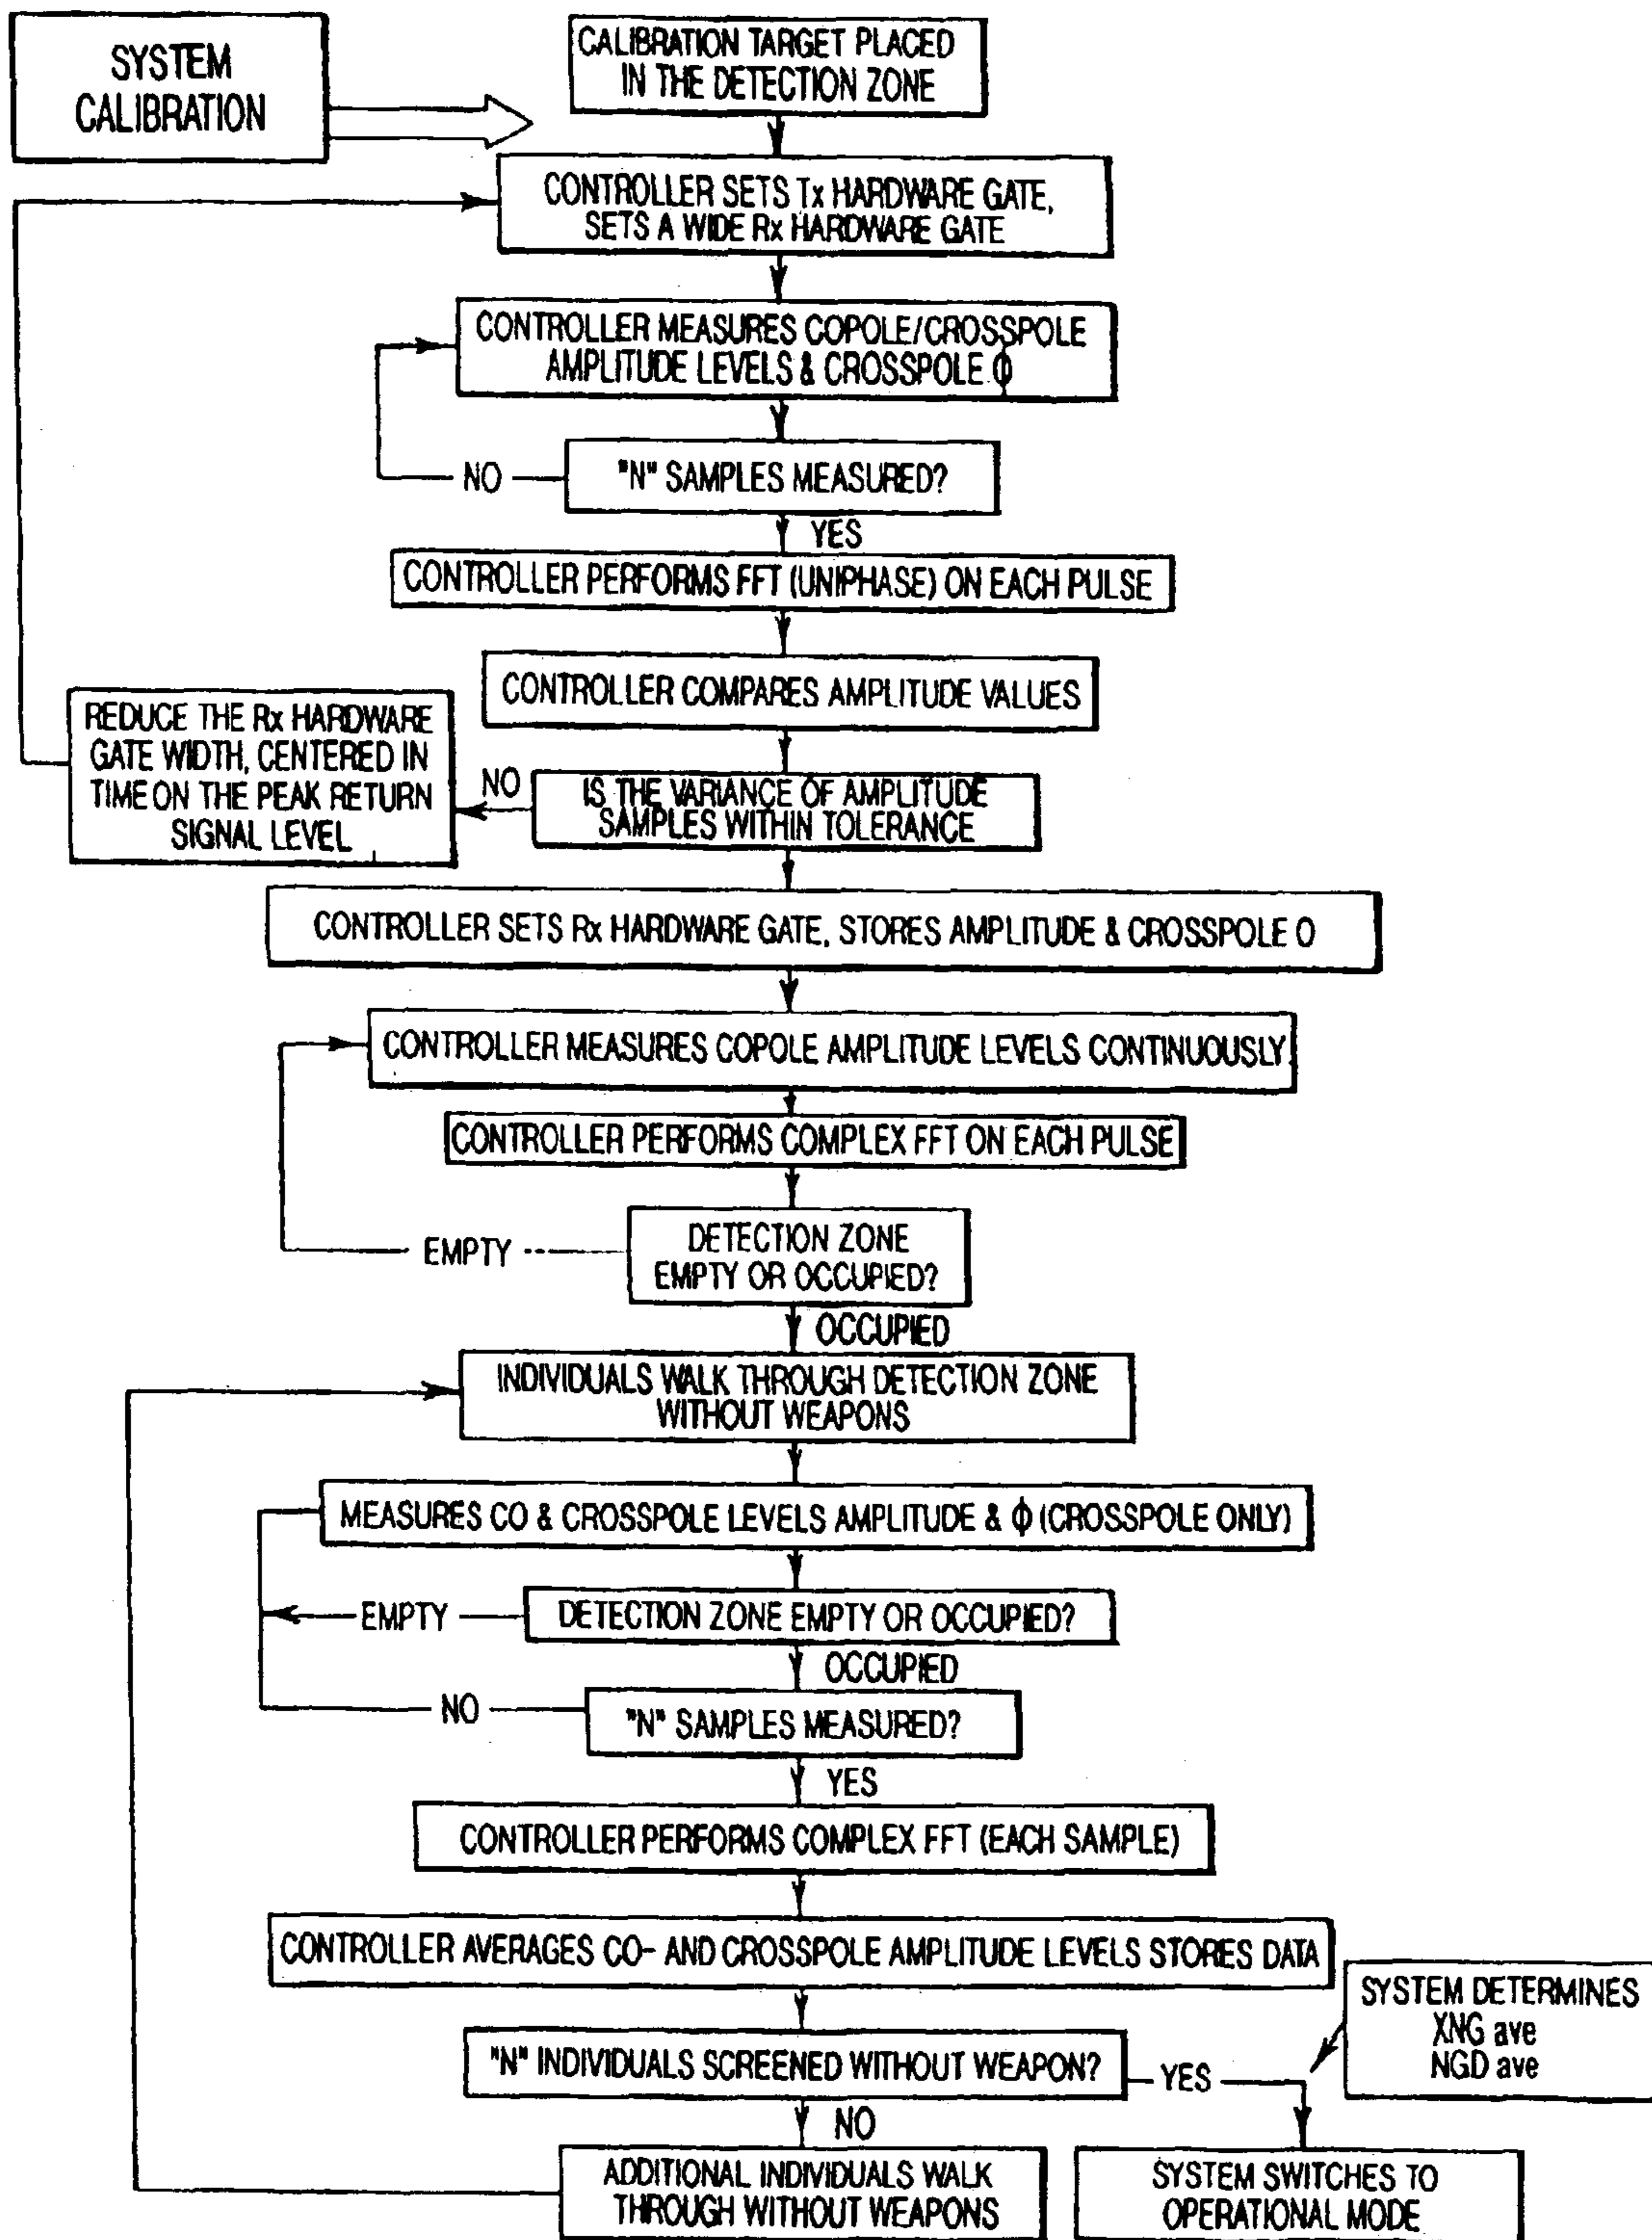 SYSTEM
CALIBRATION
CALIBRATION TARGET PLACED
IN THE DETECTION ZONE
CONTROLLER SETS Tx HARDWARE GATE,
SETS A WIDE Rx HARDWARE GATE
CONTROLLER MEASURES COPOLE/CROSSPOLE
AMPLITUDE LEVELS & CROSSPOLE ϕ
"N" SAMPLES MEASURED?
NO
YES
CONTROLLER PERFORMS FFT (UNIPHASE) ON EACH PULSE
CONTROLLER COMPARES AMPLITUDE VALUES
IS THE VARIANCE OF AMPLITUDE
SAMPLES WITHIN TOLERANCE
NO
REDUCE THE Rx HARDWARE
GATE WIDTH, CENTERED IN
TIME ON THE PEAK RETURN
SIGNAL LEVEL
CONTROLLER SETS Rx HARDWARE GATE, STORES AMPLITUDE & CROSSPOLE O
CONTROLLER MEASURES COPOLE AMPLITUDE LEVELS CONTINUOUSLY
CONTROLLER PERFORMS COMPLEX FFT ON EACH PULSE
DETECTION ZONE
EMPTY OR OCCUPIED?
EMPTY
OCCUPIED
INDIVIDUALS WALK THROUGH DETECTION ZONE
WITHOUT WEAPONS
MEASURES CO & CROSSPOLE LEVELS AMPLITUDE & ϕ (CROSSPOLE ONLY)
EMPTY
DETECTION ZONE EMPTY OR OCCUPIED?
OCCUPIED
NO
"N" SAMPLES MEASURED?
YES
CONTROLLER PERFORMS COMPLEX FFT (EACH SAMPLE)
CONTROLLER AVERAGES CO- AND CROSSPOLE AMPLITUDE LEVELS STORES DATA
SYSTEM DETERMINES
XNG ave
NGD ave
"N" INDIVIDUALS SCREENED WITHOUT WEAPON?
YES
NO
ADDITIONAL INDIVIDUALS WALK
THROUGH WITHOUT WEAPONS
SYSTEM SWITCHES TO
OPERATIONAL MODE